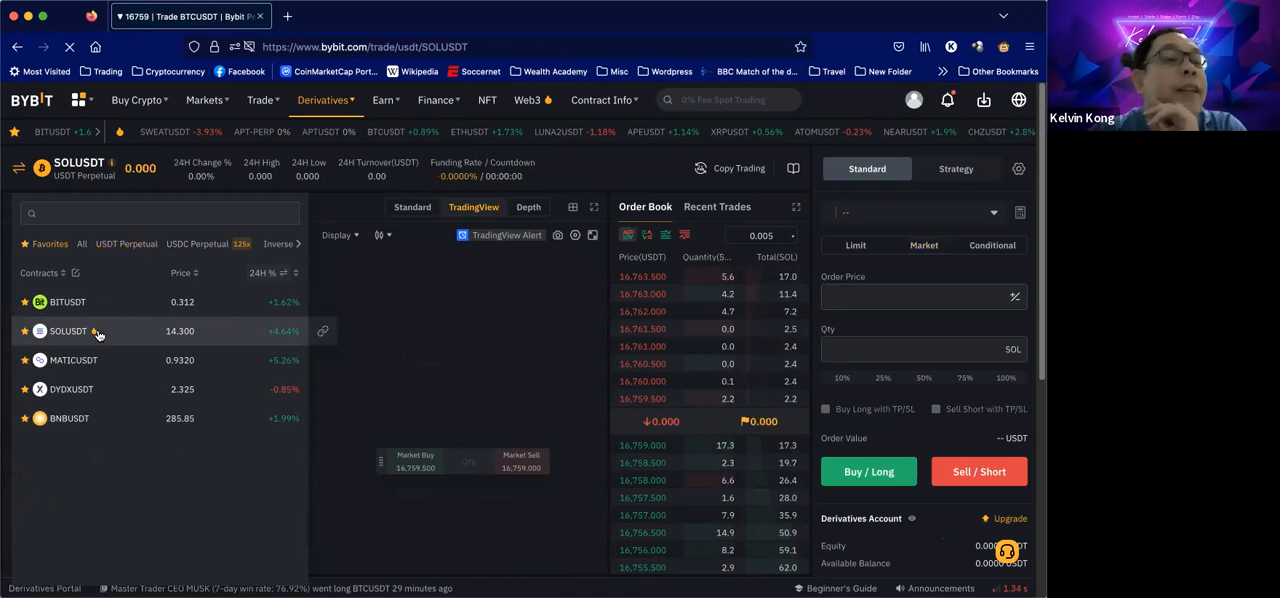 ▼ 16759 | Trade BTCUSDT | Bybit P
https://www.bybit.com/trade/usdt/SOLUSDT
Most Visited Trading Cryptocurrency Facebook CoinMarketCap Port... Wikipedia Soccernet Wealth Academy Misc Wordpress BBC Match of the d... Travel New Folder Other Bookmarks
BYBIT Buy Crypto Markets Trade Derivatives Earn Finance NFT Web3 Contract Info 0% Fee Spot Trading
Kelvin Kong
BITUSDT +1.6 SWEATUSDT -3.93% APT-PERP 0% APTUSDT 0% BTCUSDT +0.89% ETHUSDT +1.73% LUNA2USDT -1.18% APEUSDT +1.14% XRPUSDT +0.56% ATOMUSDT -0.23% NEARUSDT +1.9% CHZUSDT +2.8%
SOLUSDT 0.000 24H Change % 24H High 24H Low 24H Turnover(USDT) Funding Rate / Countdown
USDT Perpetual 0.00% 0.000 0.000 0.00 -0.0000% / 00:00:00
Copy Trading Standard Strategy
Standard TradingView Depth Order Book Recent Trades
Favorites All USDT Perpetual USDC Perpetual 125x Inverse
Display TradingView Alert 0.005 --
Limit Market Conditional
Contracts Price 24H %
Price(USDT) Quantity(S... Total(SOL)
BITUSDT 0.312 +1.62%
SOLUSDT 14.300 +4.64%
MATICUSDT 0.9320 +5.26%
DYDXUSDT 2.325 -0.85%
BNBUSDT 285.85 +1.99%
Market Buy Qty Market Sell
16,759.500 16,759.000
16,763.500 5.6 17.0
16,763.000 4.2 11.4
16,762.000 4.7 7.2
16,761.500 0.0 2.5
16,761.000 0.0 2.4
16,760.500 0.0 2.4
16,760.000 0.1 2.4
16,759.500 2.2 2.2
0.000 0.000
16,759.000 17.3 17.3
16,758.500 2.3 19.7
16,758.000 6.6 26.4
16,757.500 1.6 28.0
16,757.000 7.9 35.9
16,756.500 14.9 50.9
16,756.000 8.2 59.1
16,755.500 2.9 62.0
Order Price
Qty
SOL
10% 25% 50% 75% 100%
Buy Long with TP/SL Sell Short with TP/SL
Order Value -- USDT
Buy / Long Sell / Short
Derivatives Account Upgrade
Equity
Available Balance 0.0000
Derivatives Portal Master Trader CEO MUSK (7-day win rate: 76.92%) went long BTCUSDT 29 minutes ago Beginner's Guide Announcements 1.34 s